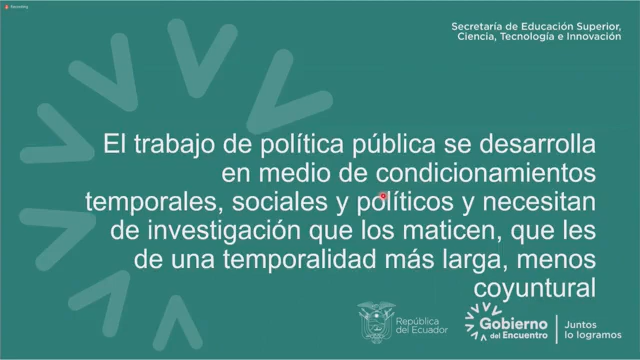 Secretaría de Educación Superior,
Ciencia, Tecnología e Innovación
El trabajo de política pública se desarrolla
en medio de condicionamientos
temporales, sociales y políticos y necesitan
de investigación que los maticen, que les
de una temporalidad más larga, menos
coyuntural
República
del Ecuador
Gobierno
del Encuentro
Juntos
lo logramos